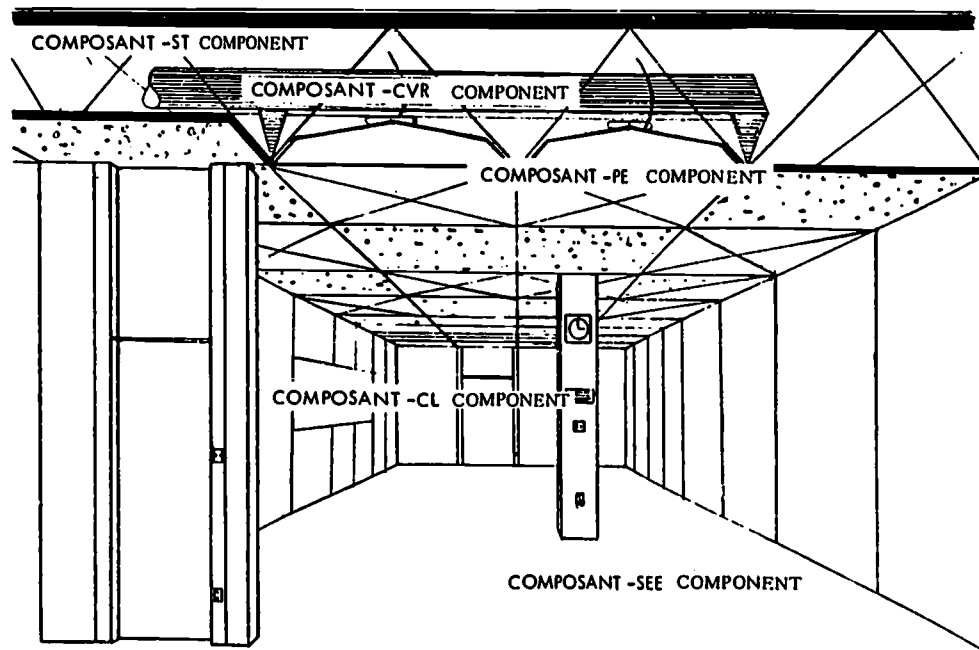 COMPOSANT -ST COMPONENT
COMPOSANT -CVR COMPONENT
COMPOSANT -PE COMPONENT
COMPOSANT -CL COMPONENT
COMPOSANT -SEE COMPONENT